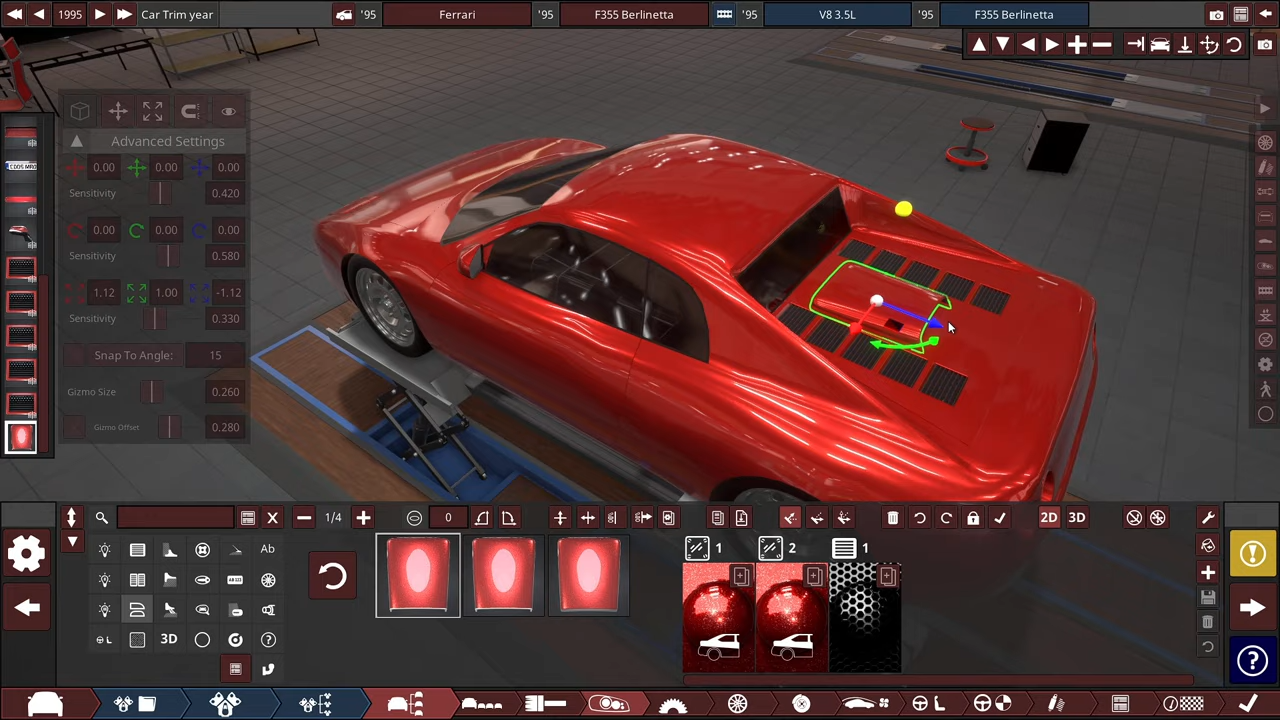 1995 Car Trim year '95 Ferrari '95 F355 Berlinetta '95 V8 3.5L '95 F355 Berlinetta
Advanced Settings
0.00 0.00 0.00
Sensitivity 0.420
0.00 0.00 0.00
Sensitivity 0.580
1.12 1.00 -1.12
Sensitivity 0.330
Snap To Angle: 15
Gizmo Size 0.260
Gizmo Offset 0.280
1/4 0 2D 3D
Ab
L 3D ?
1 2 1
?